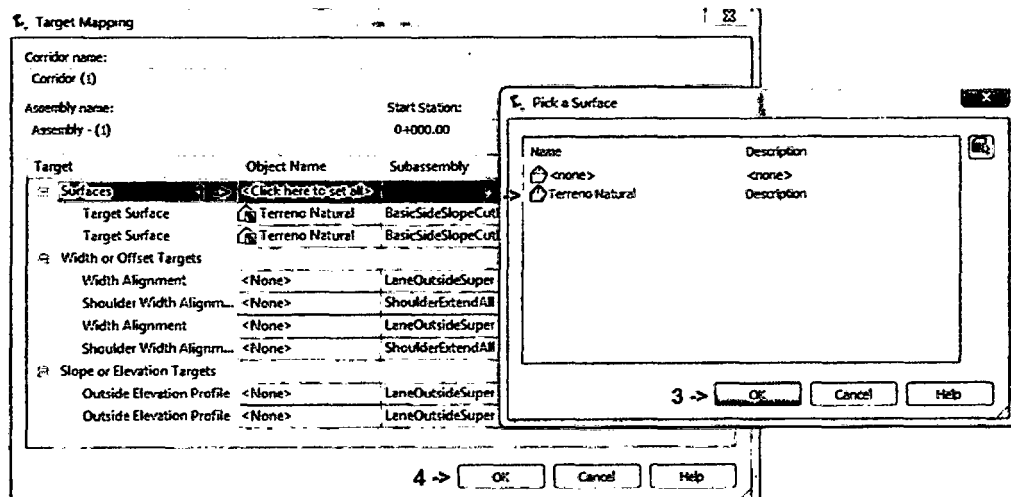 Target Mapping
Corridor name:
Corridor (1)
Assembly name:
Start Station:
Assembly - (1)
0+000.00
Target Object Name Subassembly
Surfaces 1 -> <Click here to set all>
Target Surface Terreno Natural BasicSideSlopeCut
Target Surface Terreno Natural BasicSideSlopeCut
Width or Offset Targets
Width Alignment <None> LaneOutsideSuper
Shoulder Width Alignm... <None> ShoulderExtendAll
Width Alignment <None> LaneOutsideSuper
Shoulder Width Alignm... <None> ShoulderExtendAll
Slope or Elevation Targets
Outside Elevation Profile <None> LaneOutsideSuper
Outside Elevation Profile <None> LaneOutsideSuper
4 -> OK Cancel Help
Pick a Surface
Name Description
<none> <none>
-> Terreno Natural Description
3 -> OK Cancel Help